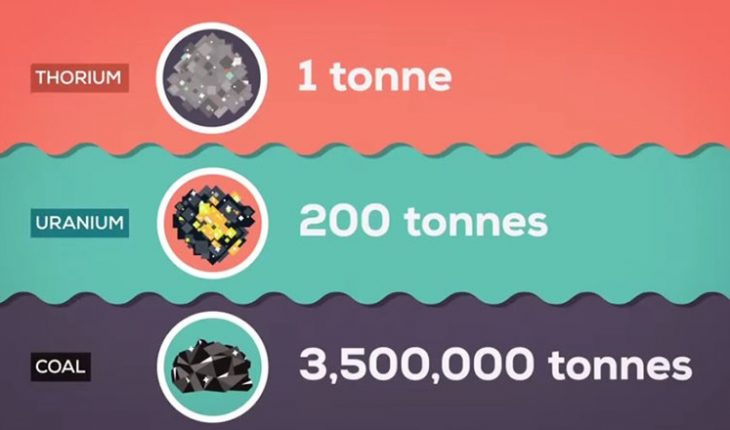 THORIUM
1 tonne
URANIUM
200 tonnes
COAL
3,500,000 tonnes